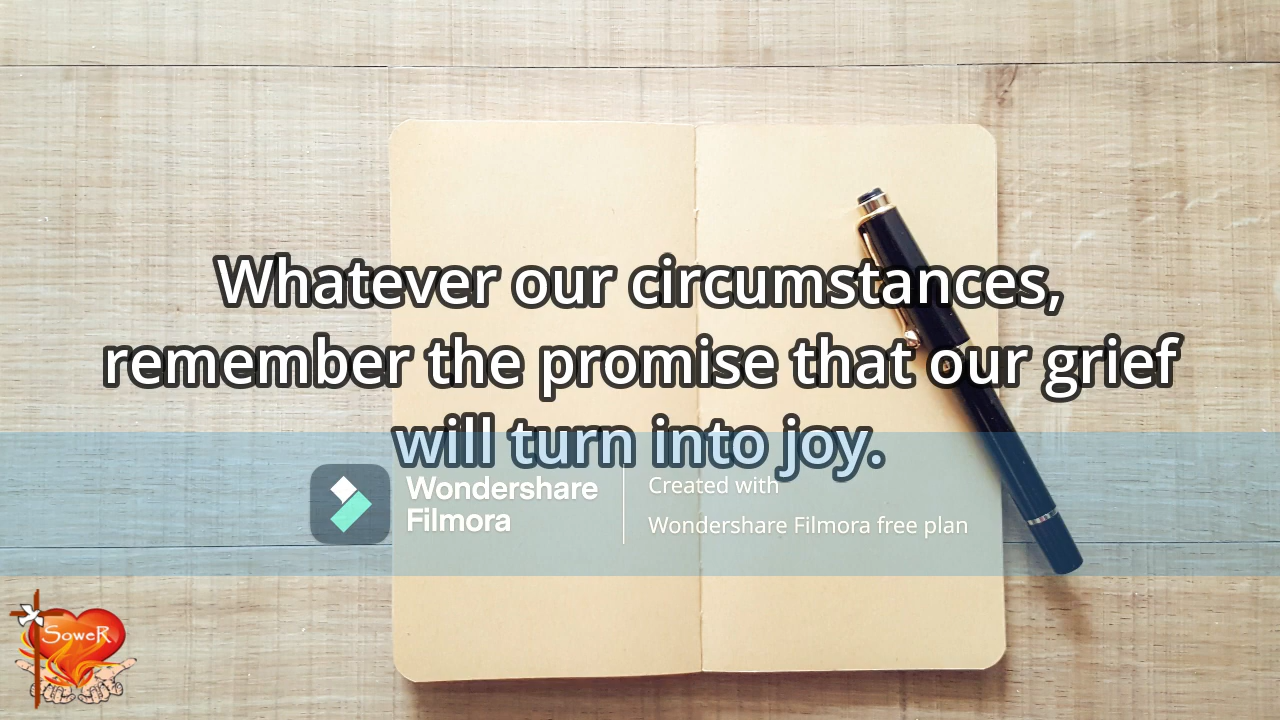 Whatever our circumstances,
remember the promise that our grief
will turn into joy.
Wondershare
Filmora
Created with
Wondershare Filmora free plan
SoweR